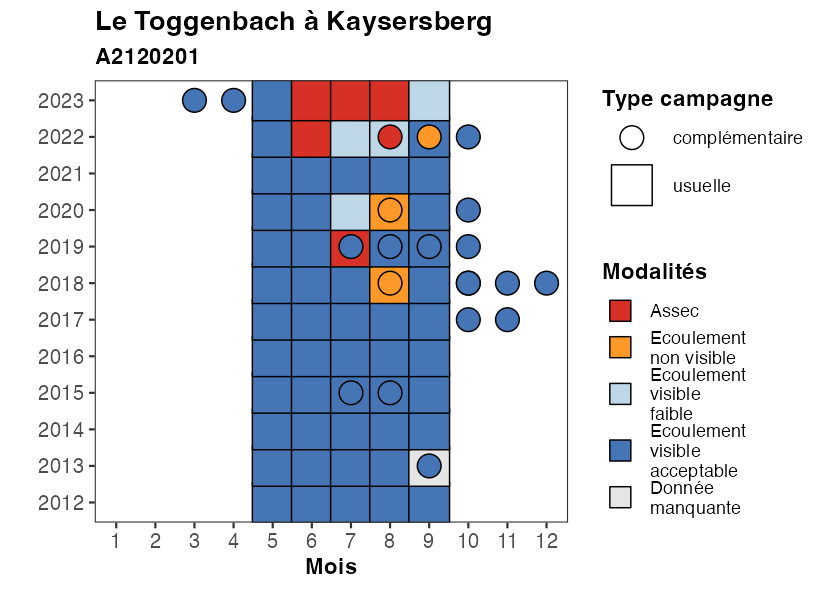 Le Toggenbach à Kaysersberg
A2120201
2023
2022
2021
2020
2019
2018
2017
2016
2015
2014
2013
2012
1 2 3 4 5 6 7 8 9 10 11 12
Mois
Type campagne
complémentaire
usuelle
Modalités
Assec
Ecoulement
non visible
Ecoulement
visible
faible
Ecoulement
visible
acceptable
Donnée
manquante